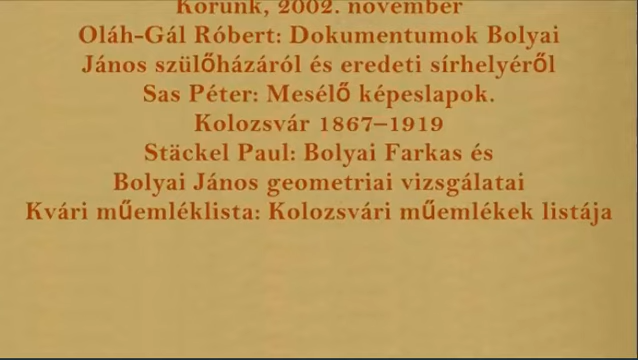 Korunk, 2002. november
Oláh-Gál Róbert: Dokumentumok Bolyai
János szülőházáról és eredeti sírhelyéről
Sas Péter: Mesélő képeslapok.
Kolozsvár 1867–1919
Stäckel Paul: Bolyai Farkas és
Bolyai János geometriai vizsgálatai
Kvári műemléklista: Kolozsvári műemlékek listája